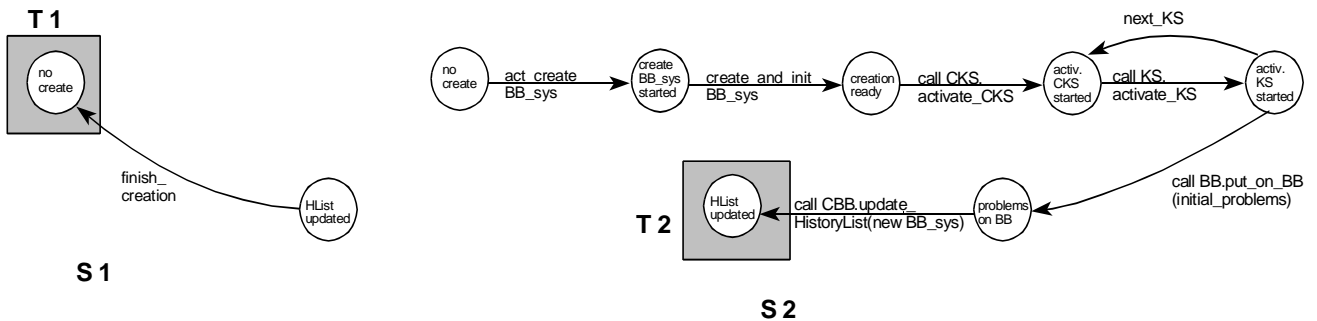 T 1
no
create
finish_
creation
HList
updated
S 1
no
create
act_create
BB_sys
create
BB_sys
started
create_and_init
BB_sys
creation
ready
call CKS.
activate_CKS
activ.
CKS
started
next_KS
call KS.
activate_KS
activ.
KS
started
call BB.put_on_BB
(initial_problems)
problems
on BB
call CBB.update_
HistoryList(new BB_sys)
HList
updated
T 2
S 2